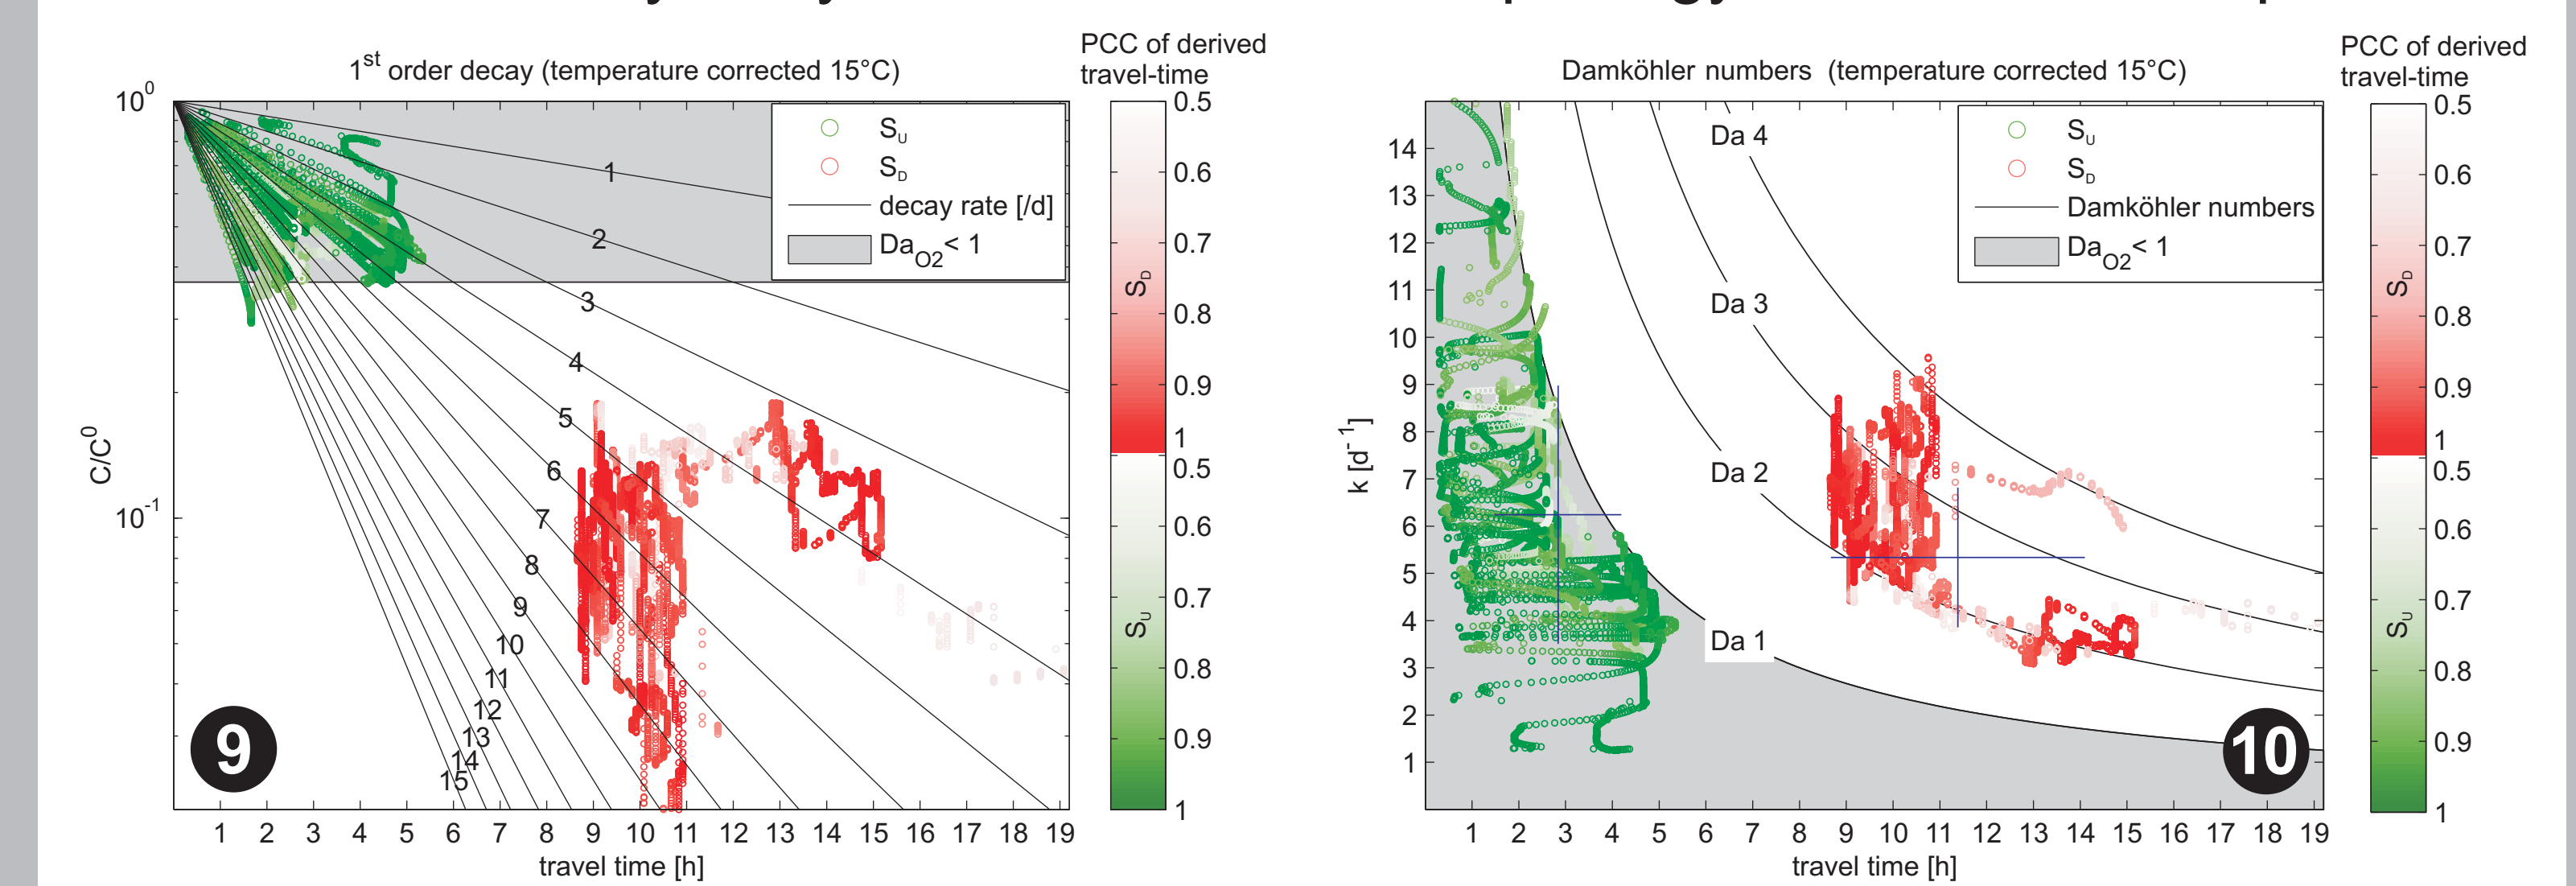 1st order decay (temperature corrected 15°C)
PCC of derived
travel-time
10^0
10^-1
C/C^0
S_U
S_D
decay rate [/d]
Da_O2 < 1
1
2
3
4
5
6
7
8
9
10
11
12
13
14
15
9
1 2 3 4 5 6 7 8 9 10 11 12 13 14 15 16 17 18 19
travel time [h]
0.5
0.6
0.7
0.8
0.9
1
0.5
0.6
0.7
0.8
0.9
1
S_D
S_U
Damköhler numbers (temperature corrected 15°C)
PCC of derived
travel-time
k [d^-1]
14
13
12
11
10
9
8
7
6
5
4
3
2
1
Da 4
Da 3
Da 2
Da 1
S_U
S_D
Damköhler numbers
Da_O2 < 1
10
1 2 3 4 5 6 7 8 9 10 11 12 13 14 15 16 17 18 19
travel time [h]
0.5
0.6
0.7
0.8
0.9
1
0.5
0.6
0.7
0.8
0.9
1
S_D
S_U